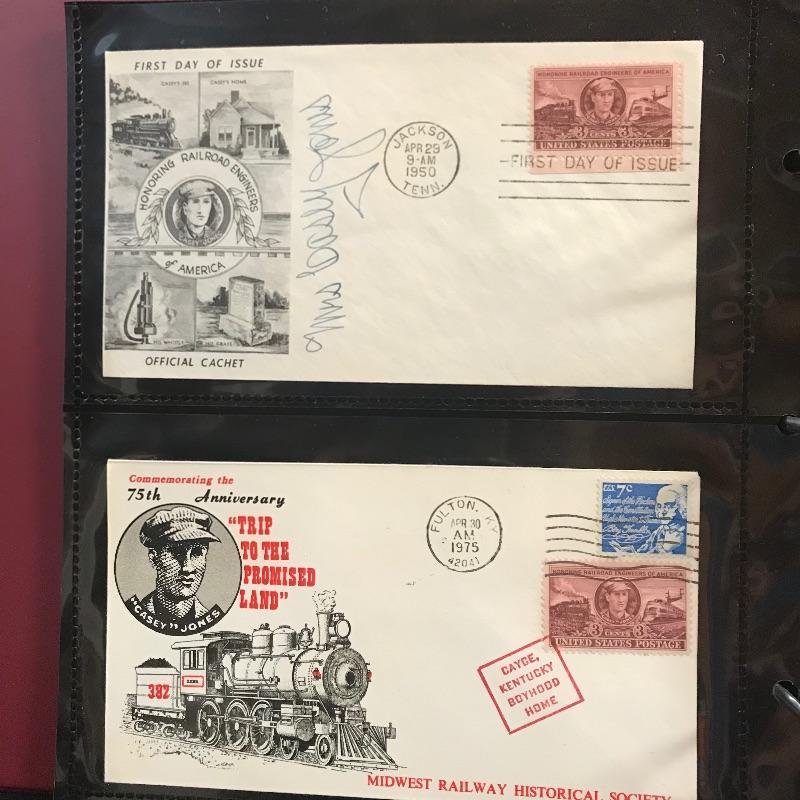 FIRST DAY OF ISSUE
CASEY'S HOME
HONORING RAILROAD ENGINEERS
CASEY JONES
of AMERICA
HIS WHISTLE
HIS GRAVE
OFFICIAL CACHET
Mrs Casey Jones
JACKSON
APR 29
9-AM
1950
TENN.
HONORING RAILROAD ENGINEERS OF AMERICA
3 CENTS 3
UNITED STATES POSTAGE
FIRST DAY OF ISSUE
Commemorating the
75th Anniversary
"TRIP
TO THE
PROMISED
LAND"
"CASEY" JONES
382
FULTON, KY
APR 30
AM
1975
42041
U.S. 7c
HONORING RAILROAD ENGINEERS OF AMERICA
3 CENTS 3
UNITED STATES POSTAGE
CAYCE,
KENTUCKY
BOYHOOD
HOME
MIDWEST RAILWAY HISTORICAL SOCIETY